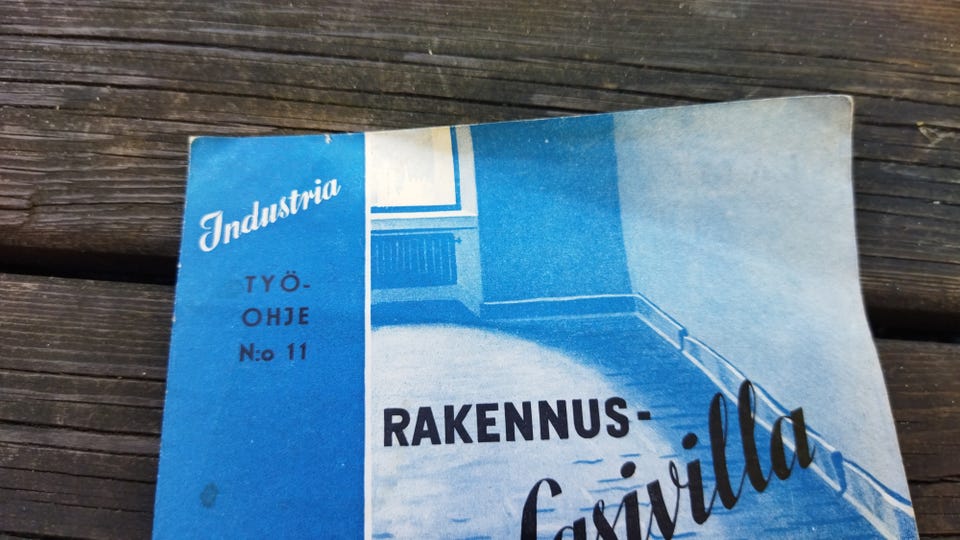 Industria
TYÖ-
OHJE
N:o 11
RAKENNUS-
lasivilla